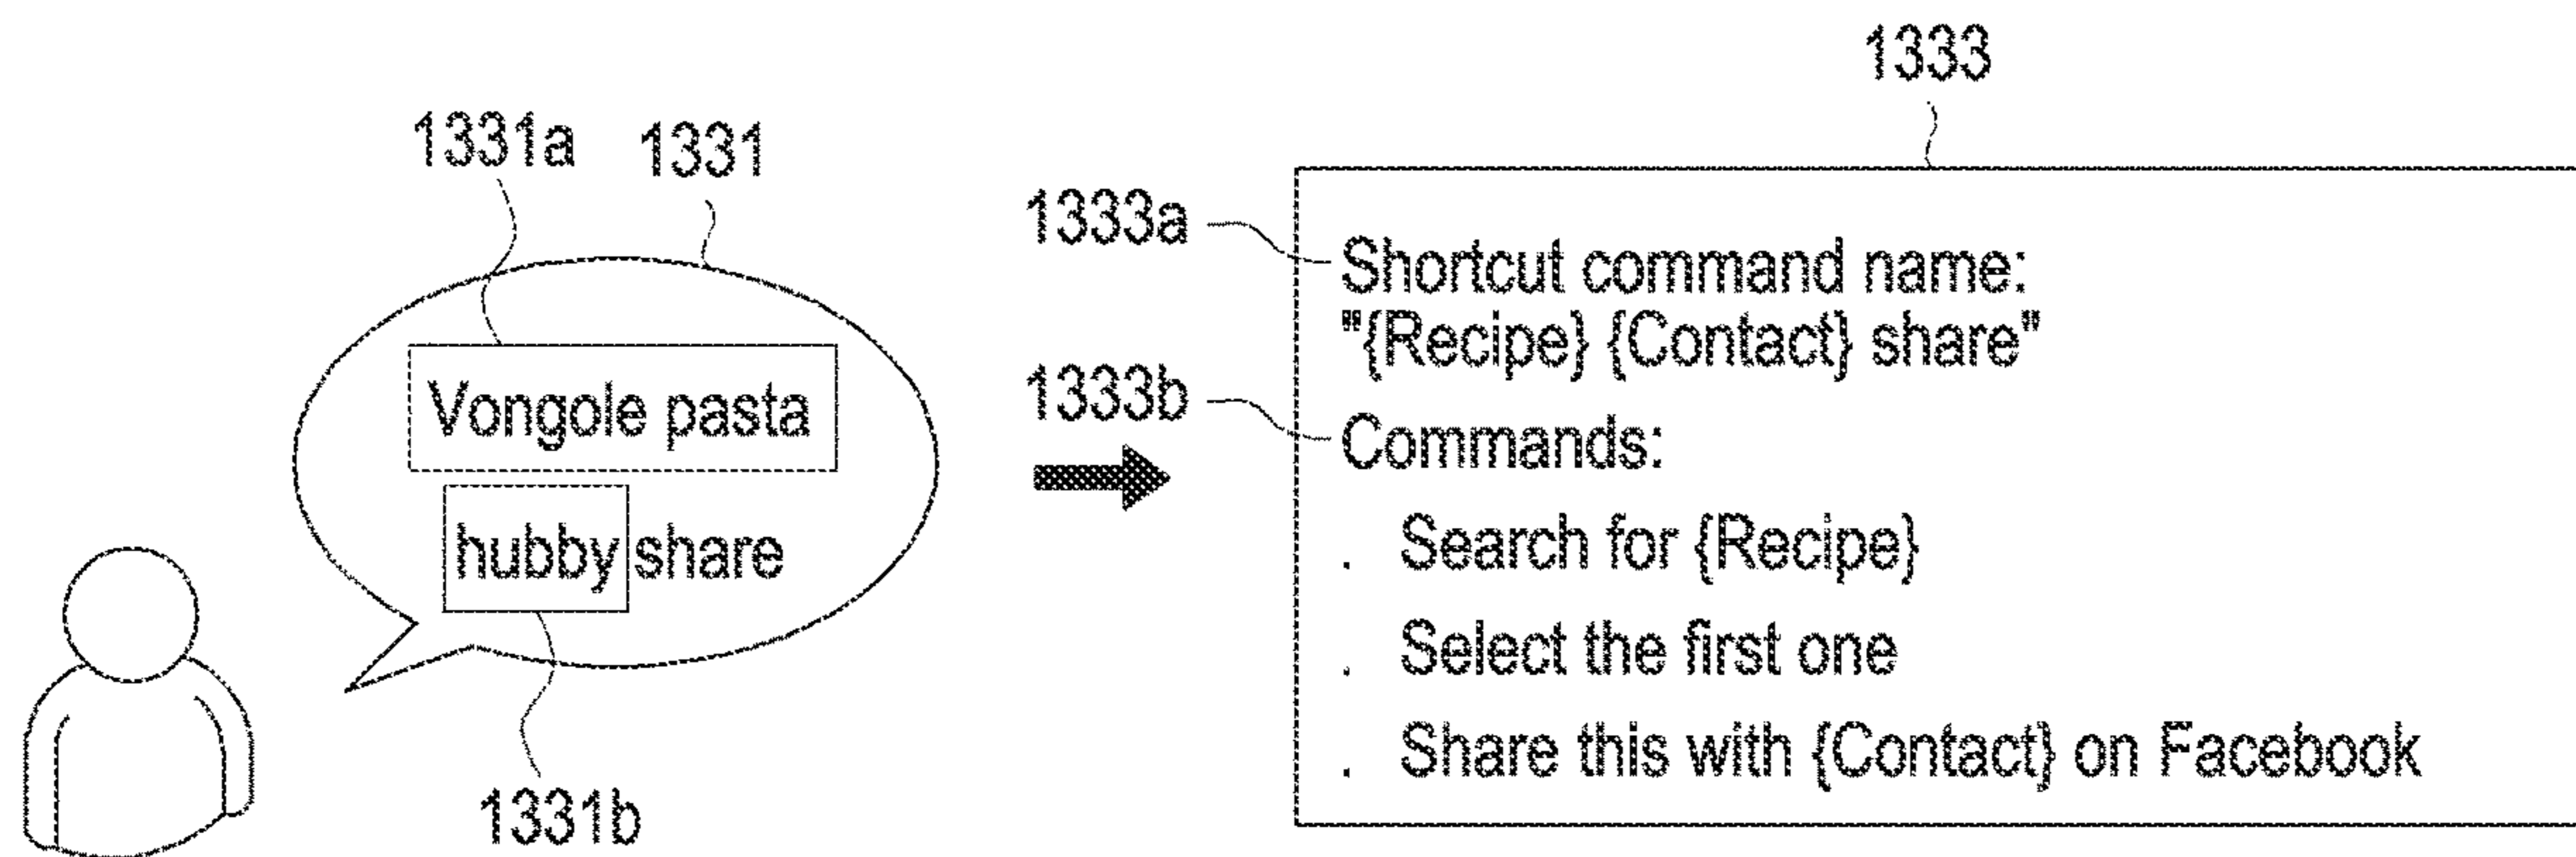 1333
1331a 1331
1333a
Shortcut command name:
"{Recipe} {Contact} share"
Vongole pasta
1333b
Commands:
hubby share
. Search for {Recipe}
. Select the first one
. Share this with {Contact} on Facebook
1331b